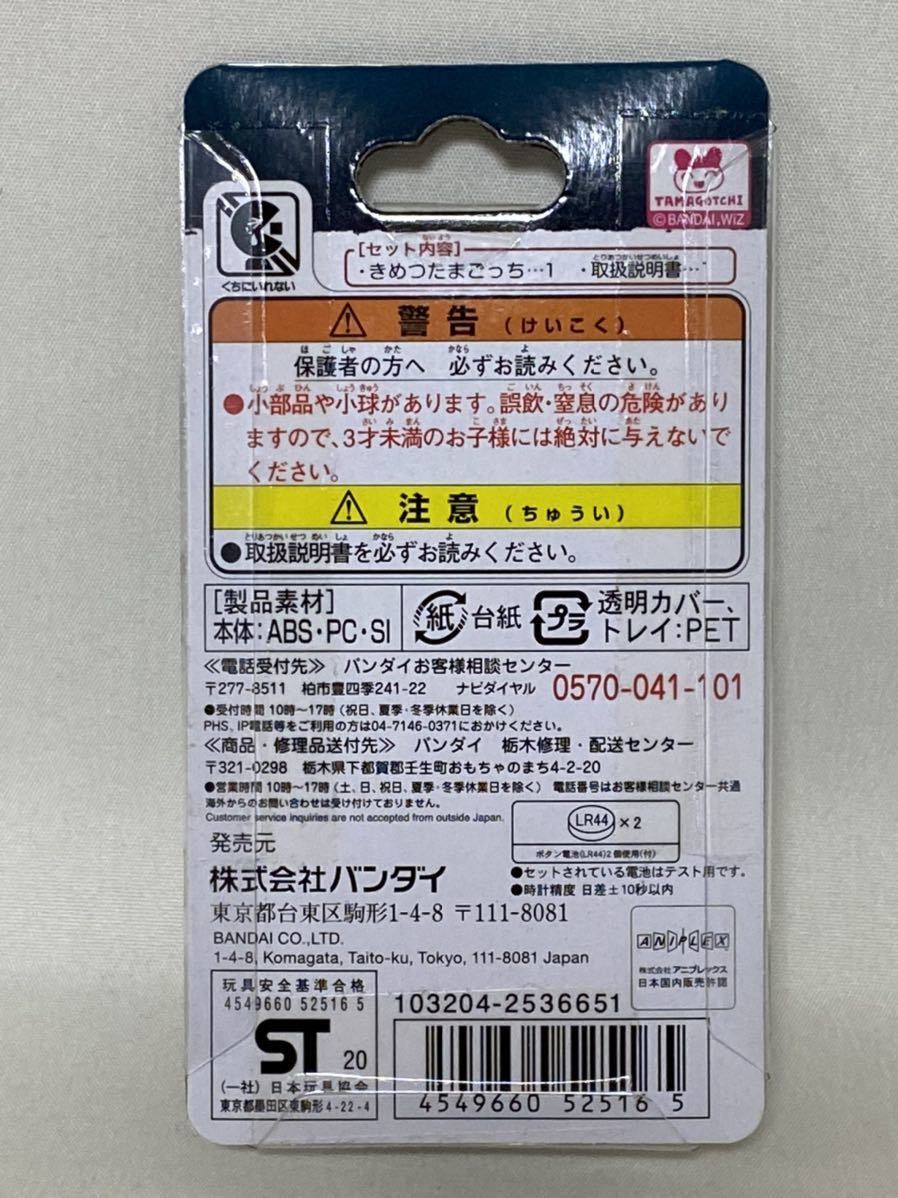 TAMAGOTCHI
©BANDAI,WiZ
くちにいれない
[セット内容]
・きめつたまごっち…1 ・取扱説明書…1
⚠ 警告 (けいこく)
保護者の方へ 必ずお読みください。
●小部品や小球があります。誤飲・窒息の危険があり
ますので、3才未満のお子様には絶対に与えないで
ください。
⚠ 注意 (ちゅうい)
●取扱説明書を必ずお読みください。
[製品素材]
本体:ABS・PC・SI
紙 台紙
プラ 透明カバー、
トレイ:PET
≪電話受付先≫ バンダイお客様相談センター
〒277-8511 柏市豊四季241-22 ナビダイヤル 0570-041-101
●受付時間 10時〜17時(祝日、夏季・冬季休業日を除く)
PHS、IP電話等をご利用の方は04-7146-0371におかけください。
≪商品・修理品送付先≫ バンダイ 栃木修理・配送センター
〒321-0298 栃木県下都賀郡壬生町おもちゃのまち4-2-20
●営業時間 10時〜17時(土、日、祝日、夏季・冬季休業日を除く) 電話番号はお客様相談センター共通
海外からのお問い合わせは受け付けておりません。
Customer service inquiries are not accepted from outside Japan.
LR44 ×2
ボタン電池(LR44)2個使用(付)
●セットされている電池はテスト用です。
●時計精度 日差±10秒以内
発売元
株式会社バンダイ
東京都台東区駒形1-4-8 〒111-8081
BANDAI CO.,LTD.
1-4-8, Komagata, Taito-ku, Tokyo, 111-8081 Japan
ANIPLEX
株式会社アニプレックス
日本国内販売許諾
玩具安全基準合格
4549660 52516 5
ST 20
(一社)日本玩具協会
東京都墨田区東駒形4-22-4
103204-2536651
4549660 525165